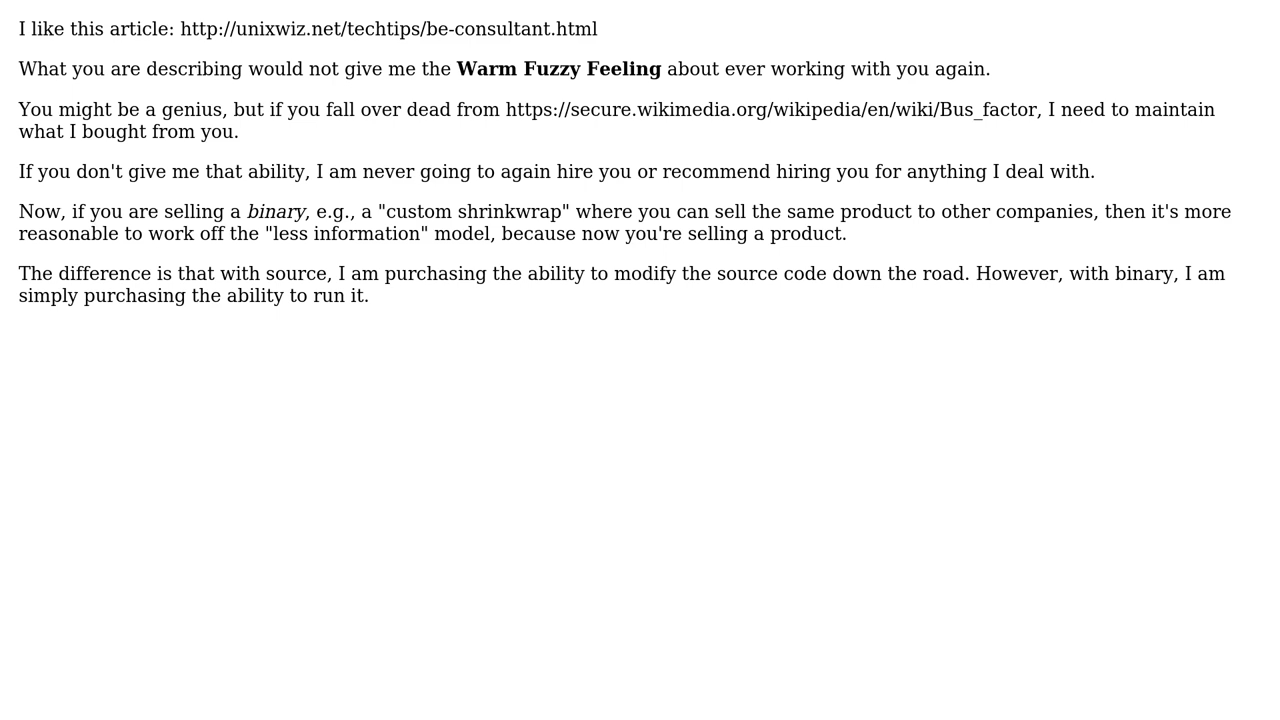 I like this article: http://unixwiz.net/techtips/be-consultant.html
What you are describing would not give me the Warm Fuzzy Feeling about ever working with you again.
You might be a genius, but if you fall over dead from https://secure.wikimedia.org/wikipedia/en/wiki/Bus_factor, I need to maintain
what I bought from you.
If you don't give me that ability, I am never going to again hire you or recommend hiring you for anything I deal with.
Now, if you are selling a binary, e.g., a "custom shrinkwrap" where you can sell the same product to other companies, then it's more
reasonable to work off the "less information" model, because now you're selling a product.
The difference is that with source, I am purchasing the ability to modify the source code down the road. However, with binary, I am
simply purchasing the ability to run it.